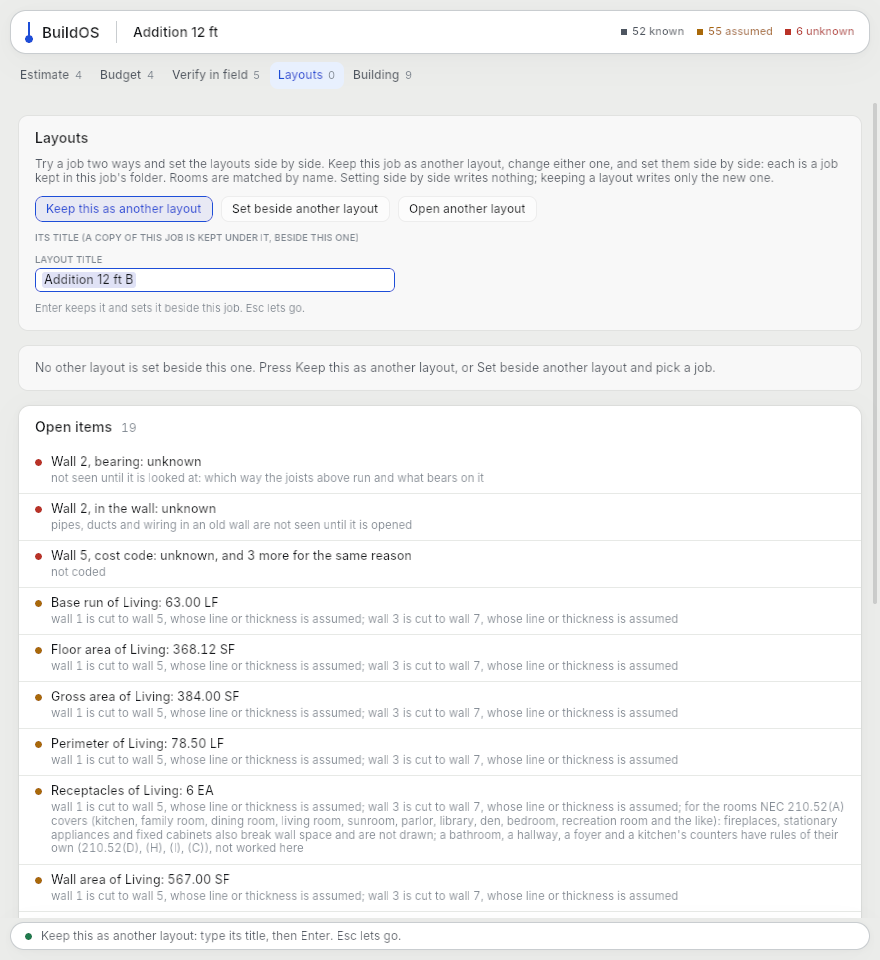 BuildOS
Addition 12 ft
52 known
55 assumed
6 unknown
Estimate 4
Budget 4
Verify in field 5
Layouts 0
Building 9
Layouts
Try a job two ways and set the layouts side by side. Keep this job as another layout, change either one, and set them side by side: each is a job
kept in this job's folder. Rooms are matched by name. Setting side by side writes nothing; keeping a layout writes only the new one.
Keep this as another layout
Set beside another layout
Open another layout
ITS TITLE (A COPY OF THIS JOB IS KEPT UNDER IT, BESIDE THIS ONE)
LAYOUT TITLE
Addition 12 ft B
Enter keeps it and sets it beside this job. Esc lets go.
No other layout is set beside this one. Press Keep this as another layout, or Set beside another layout and pick a job.
Open items 19
Wall 2, bearing: unknown
not seen until it is looked at: which way the joists above run and what bears on it
Wall 2, in the wall: unknown
pipes, ducts and wiring in an old wall are not seen until it is opened
Wall 5, cost code: unknown, and 3 more for the same reason
not coded
Base run of Living: 63.00 LF
wall 1 is cut to wall 5, whose line or thickness is assumed; wall 3 is cut to wall 7, whose line or thickness is assumed
Floor area of Living: 368.12 SF
wall 1 is cut to wall 5, whose line or thickness is assumed; wall 3 is cut to wall 7, whose line or thickness is assumed
Gross area of Living: 384.00 SF
wall 1 is cut to wall 5, whose line or thickness is assumed; wall 3 is cut to wall 7, whose line or thickness is assumed
Perimeter of Living: 78.50 LF
wall 1 is cut to wall 5, whose line or thickness is assumed; wall 3 is cut to wall 7, whose line or thickness is assumed
Receptacles of Living: 6 EA
wall 1 is cut to wall 5, whose line or thickness is assumed; wall 3 is cut to wall 7, whose line or thickness is assumed; for the rooms NEC 210.52(A)
covers (kitchen, family room, dining room, living room, sunroom, parlor, library, den, bedroom, recreation room and the like): fireplaces, stationary
appliances and fixed cabinets also break wall space and are not drawn; a bathroom, a hallway, a foyer and a kitchen's counters have rules of their
own (210.52(D), (H), (I), (C)), not worked here
Wall area of Living: 567.00 SF
wall 1 is cut to wall 5, whose line or thickness is assumed; wall 3 is cut to wall 7, whose line or thickness is assumed
Keep this as another layout: type its title, then Enter. Esc lets go.